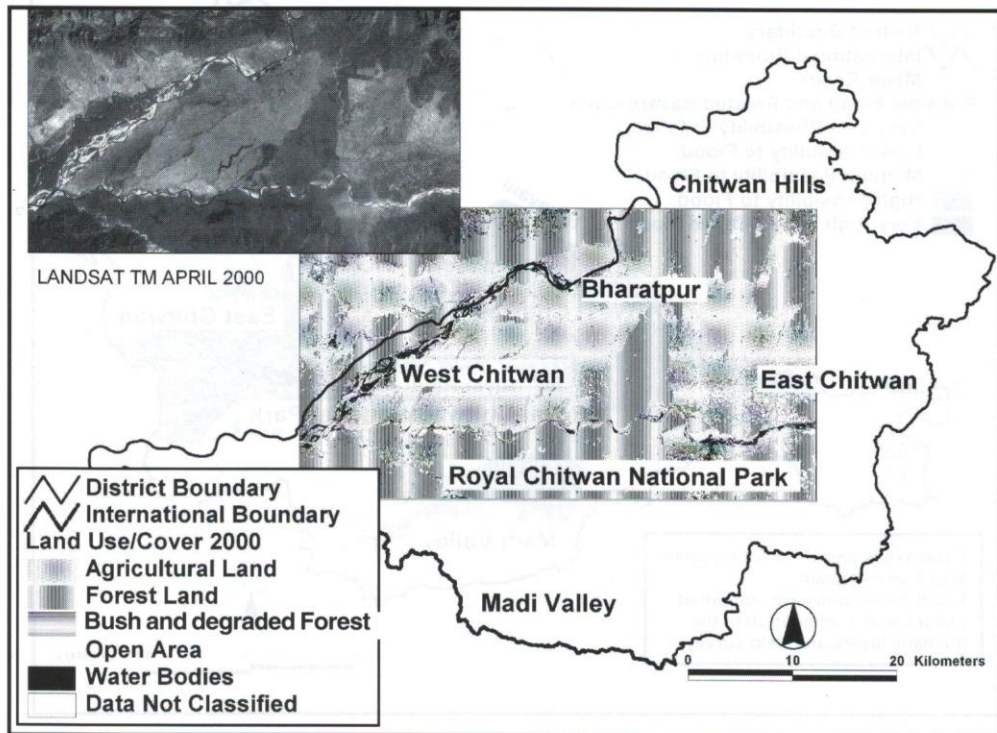 LANDSAT TM APRIL 2000
Chitwan Hills
Bharatpur
West Chitwan
East Chitwan
Royal Chitwan National Park
Madi Valley
District Boundary
International Boundary
Land Use/Cover 2000
Agricultural Land
Forest Land
Bush and degraded Forest
Open Area
Water Bodies
Data Not Classified
0 10 20 Kilometers